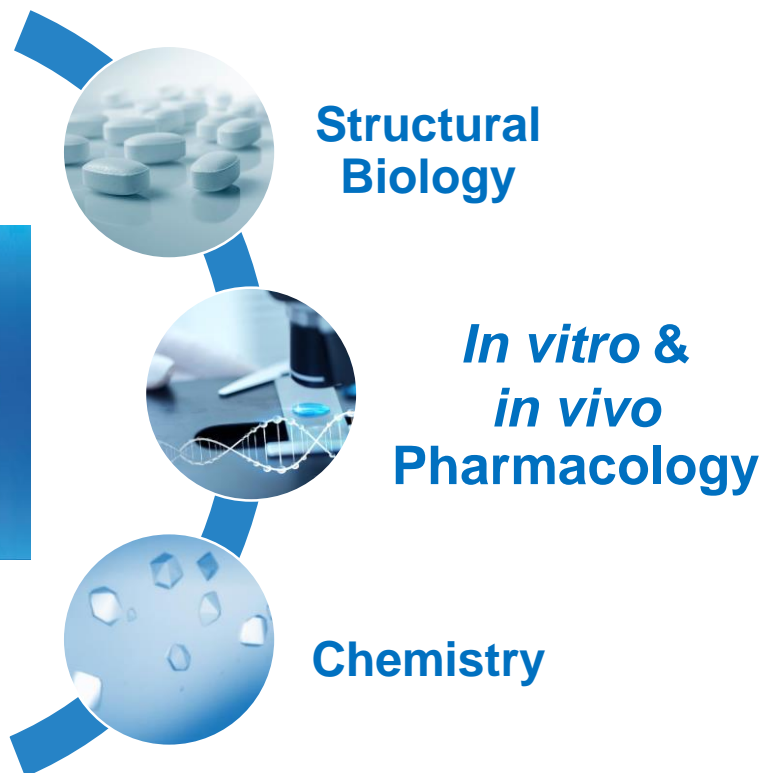 Structural
Biology
In vitro &
in vivo
Pharmacology
Chemistry